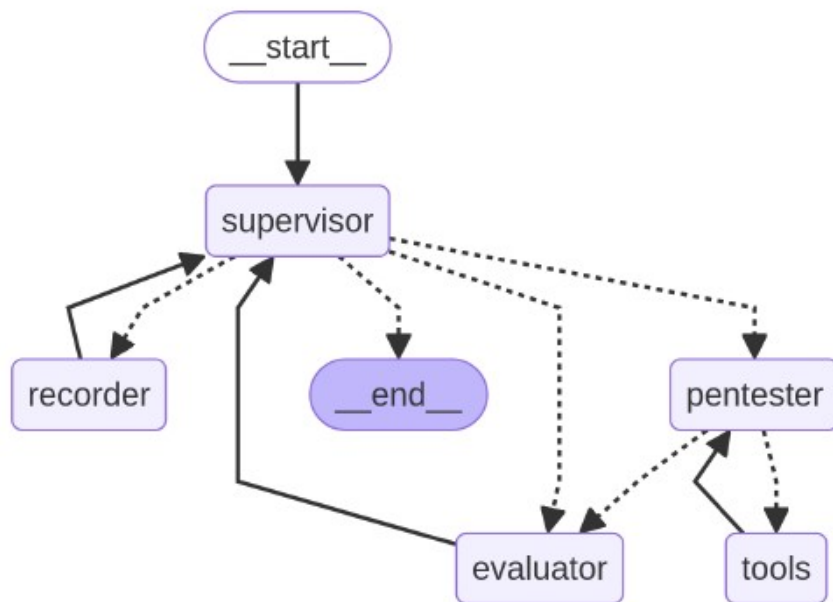 __start__
supervisor
recorder
__end__
pentester
evaluator
tools